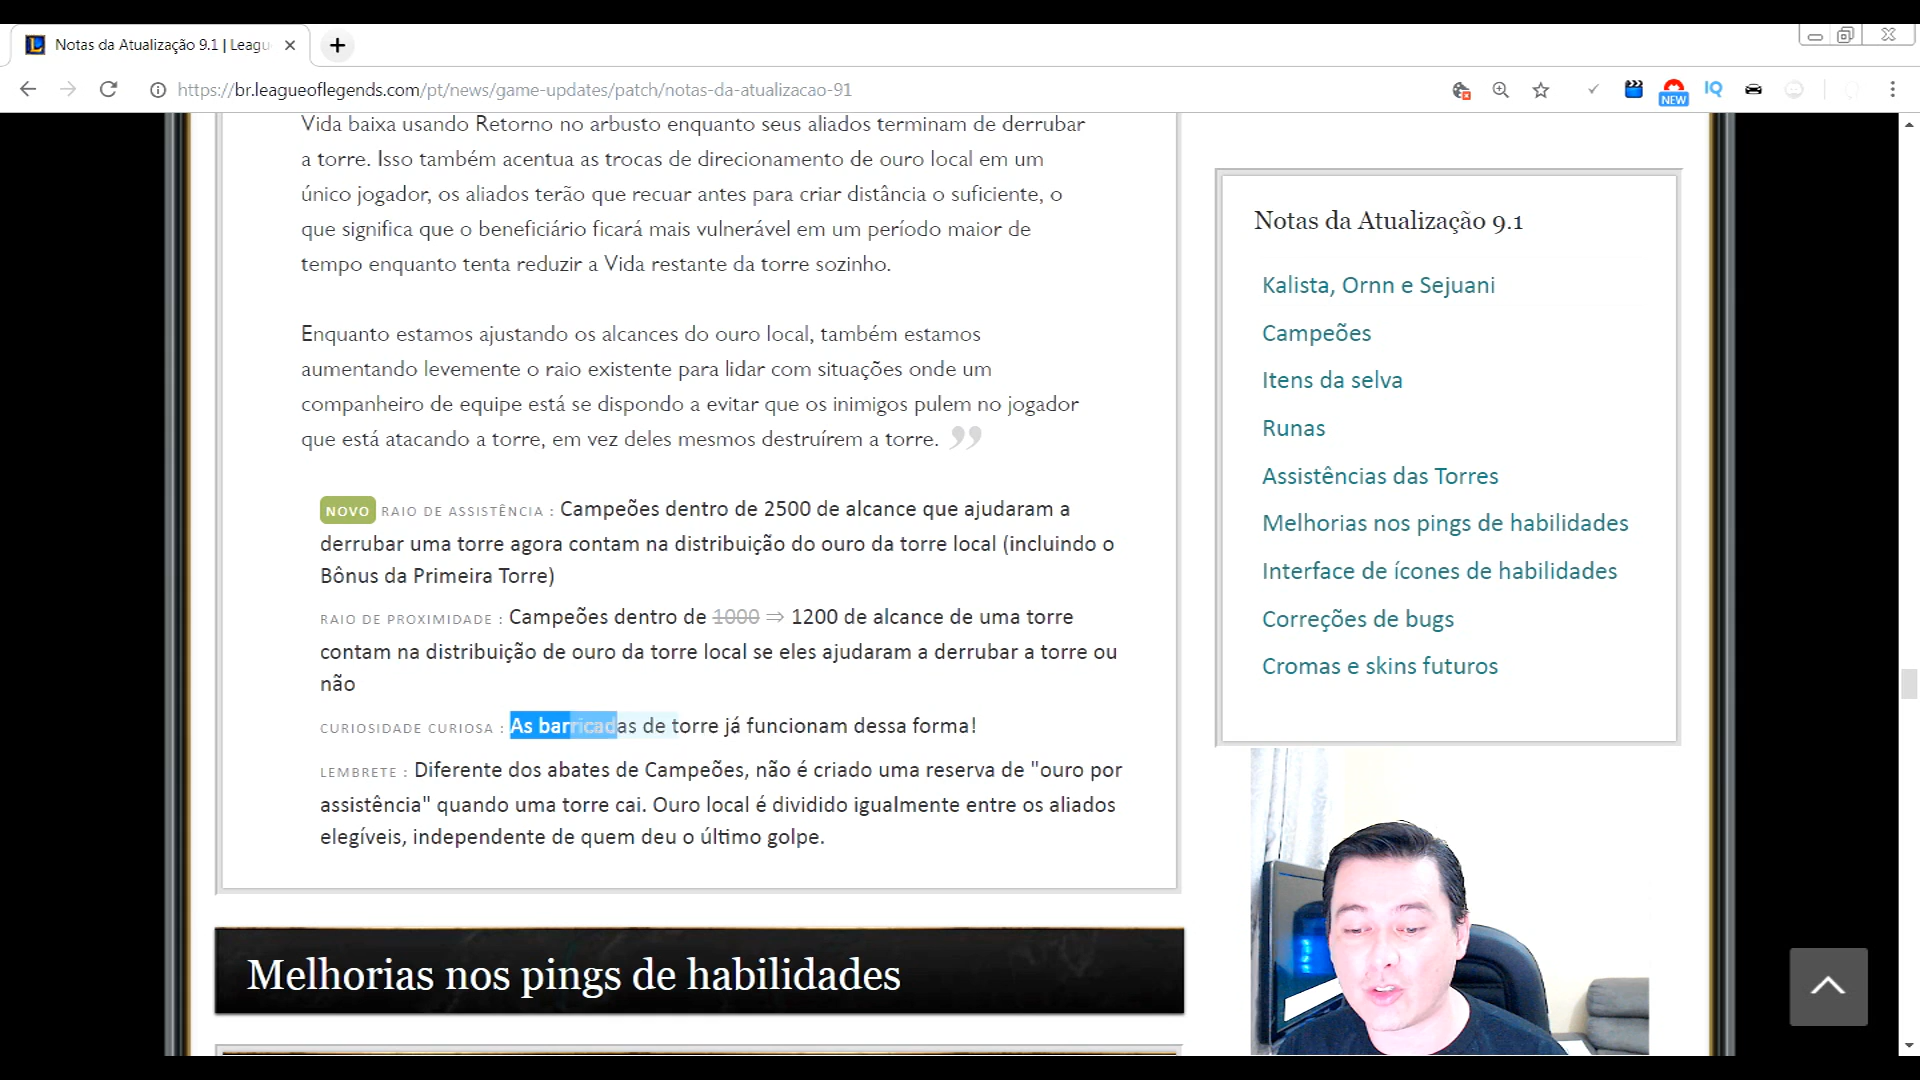 Notas da Atualização 9.1 | Leagu
https://br.leagueoflegends.com/pt/news/game-updates/patch/notas-da-atualizacao-91
IQ
NEW
Vida baixa usando Retorno no arbusto enquanto seus aliados terminam de derrubar
a torre. Isso também acentua as trocas de direcionamento de ouro local em um
único jogador, os aliados terão que recuar antes para criar distância o suficiente, o
que significa que o beneficiário ficará mais vulnerável em um período maior de
tempo enquanto tenta reduzir a Vida restante da torre sozinho.
Enquanto estamos ajustando os alcances do ouro local, também estamos
aumentando levemente o raio existente para lidar com situações onde um
companheiro de equipe está se dispondo a evitar que os inimigos pulem no jogador
que está atacando a torre, em vez deles mesmos destruírem a torre. ”
NOVO RAIO DE ASSISTÊNCIA : Campeões dentro de 2500 de alcance que ajudaram a
derrubar uma torre agora contam na distribuição do ouro da torre local (incluindo o
Bônus da Primeira Torre)
RAIO DE PROXIMIDADE : Campeões dentro de 1000 ⇒ 1200 de alcance de uma torre
contam na distribuição de ouro da torre local se eles ajudaram a derrubar a torre ou
não
CURIOSIDADE CURIOSA : As barricadas de torre já funcionam dessa forma!
LEMBRETE : Diferente dos abates de Campeões, não é criado uma reserva de "ouro por
assistência" quando uma torre cai. Ouro local é dividido igualmente entre os aliados
elegíveis, independente de quem deu o último golpe.
Melhorias nos pings de habilidades
Notas da Atualização 9.1
Kalista, Ornn e Sejuani
Campeões
Itens da selva
Runas
Assistências das Torres
Melhorias nos pings de habilidades
Interface de ícones de habilidades
Correções de bugs
Cromas e skins futuros